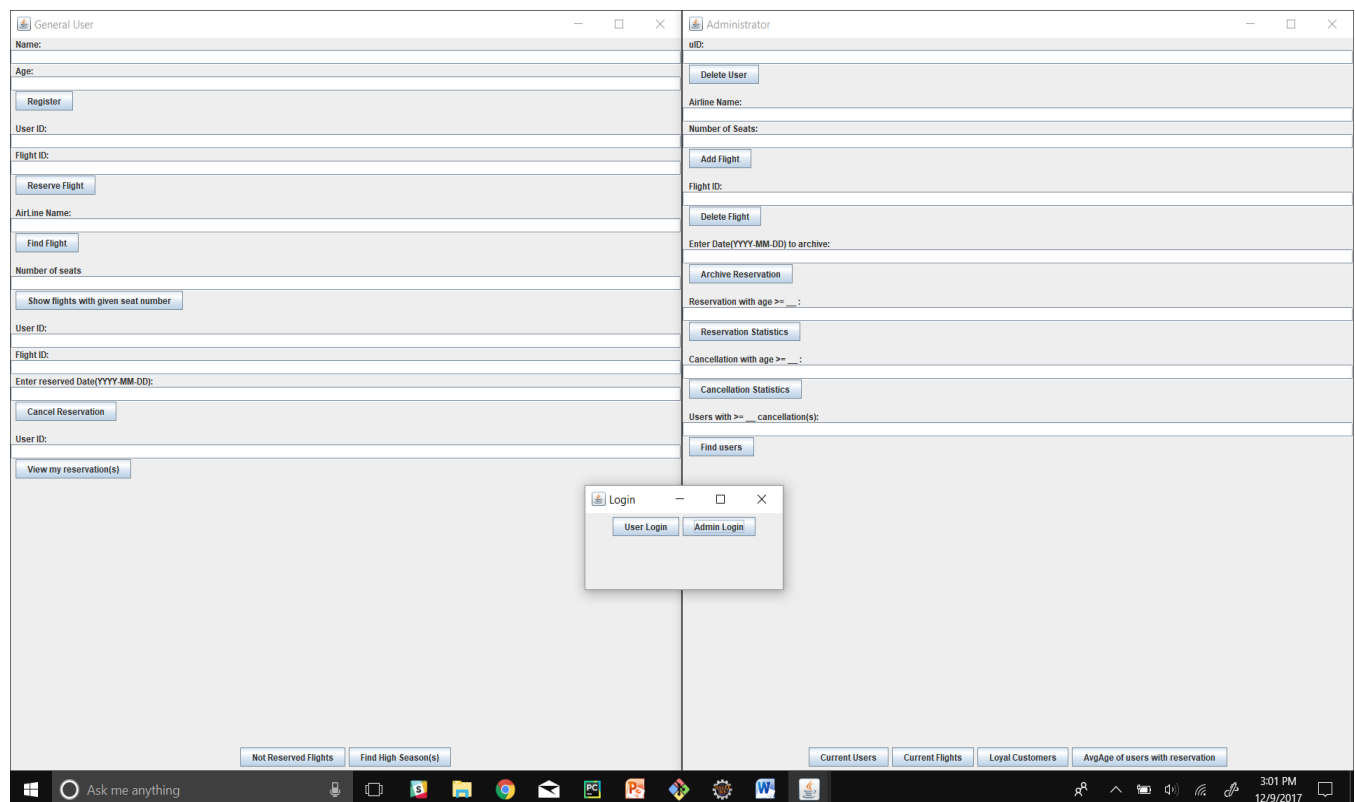 General User
Name:
Age:
Register
User ID:
Flight ID:
Reserve Flight
AirLine Name:
Find Flight
Number of seats
Show flights with given seat number
User ID:
Flight ID:
Enter reserved Date(YYYY-MM-DD):
Cancel Reservation
User ID:
View my reservation(s)
Not Reserved Flights Find High Season(s)
Administrator
uID:
Delete User
Airline Name:
Number of Seats:
Add Flight
Flight ID:
Delete Flight
Enter Date(YYYY-MM-DD) to archive:
Archive Reservation
Reservation with age >= __ :
Reservation Statistics
Cancellation with age >= __ :
Cancellation Statistics
Users with >= __ cancellation(s):
Find users
Current Users Current Flights Loyal Customers AvgAge of users with reservation
Login
User Login Admin Login
Ask me anything
S
PC
P
W
3:01 PM
12/9/2017